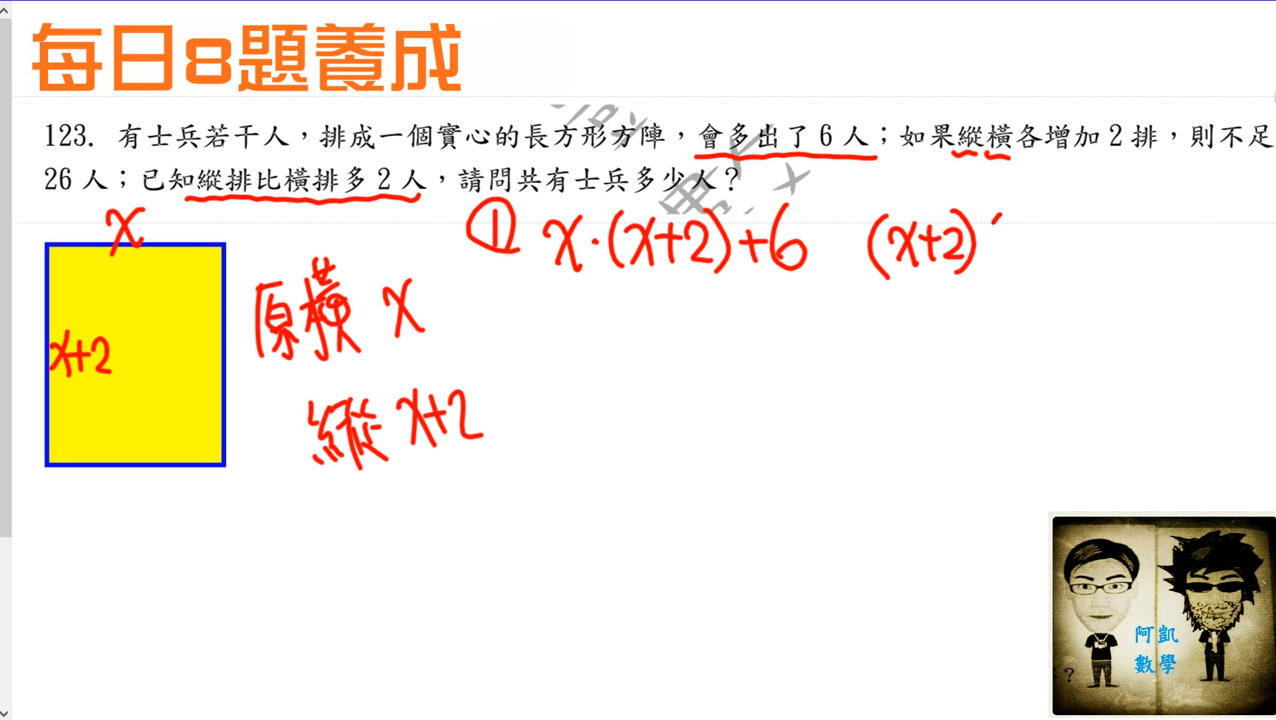 每日8題養成
123. 有士兵若干人，排成一個實心的長方形方陣，會多出了 6 人；如果縱橫各增加 2 排，則不足
26 人；已知縱排比橫排多 2 人，請問共有士兵多少人？
x
① x·(x+2)+6 (x+2)
原橫 x
x+2
縱 x+2
阿凱
數學
?